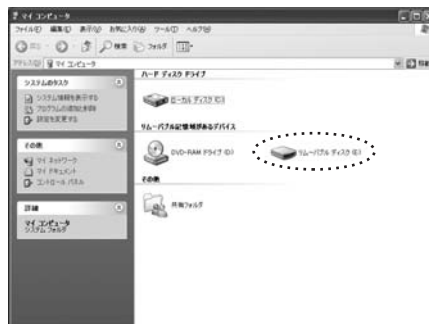 マイ コンピュータ
ファイル(F) 編集(E) 表示(V) お気に入り(A) ツール(T) ヘルプ(H)
戻る 検索 フォルダ
アドレス(D) マイ コンピュータ 移動
システムのタスク
システム情報を表示する
プログラムの追加と削除
設定を変更する
その他
マイ ネットワーク
マイ ドキュメント
コントロール パネル
詳細
マイ コンピュータ
システム フォルダ
ハード ディスク ドライブ
ローカル ディスク (C:)
リムーバブル記憶域があるデバイス
DVD-RAM ドライブ (D:)
リムーバブル ディスク (E:)
その他
共有フォルダ